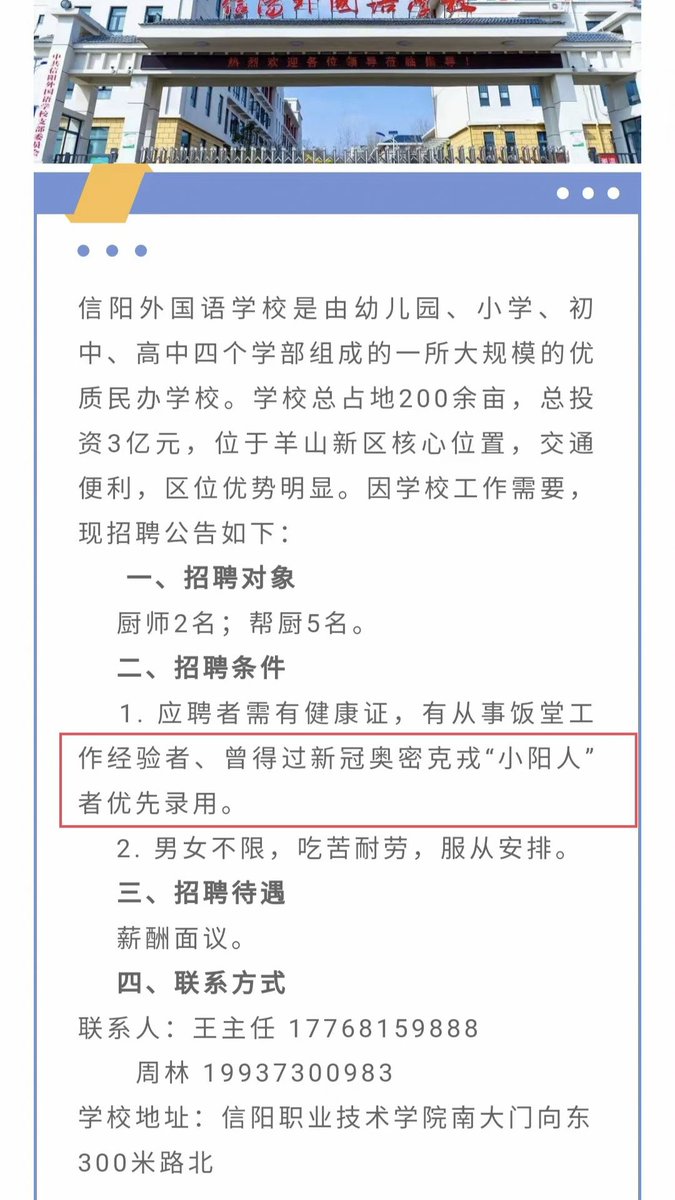 信阳外国语学校
热烈欢迎各位领导莅临指导！
中共信阳外国语学校支部委员会
信阳外国语学校是由幼儿园、小学、初
中、高中四个学部组成的一所大规模的优
质民办学校。学校总占地200余亩，总投
资3亿元，位于羊山新区核心位置，交通
便利，区位优势明显。因学校工作需要，
现招聘公告如下：
一、招聘对象
厨师2名；帮厨5名。
二、招聘条件
1. 应聘者需有健康证，有从事饭堂工
作经验者、曾得过新冠奥密克戎“小阳人”
者优先录用。
2. 男女不限，吃苦耐劳，服从安排。
三、招聘待遇
薪酬面议。
四、联系方式
联系人：王主任 17768159888
周林 19937300983
学校地址：信阳职业技术学院南大门向东
300米路北